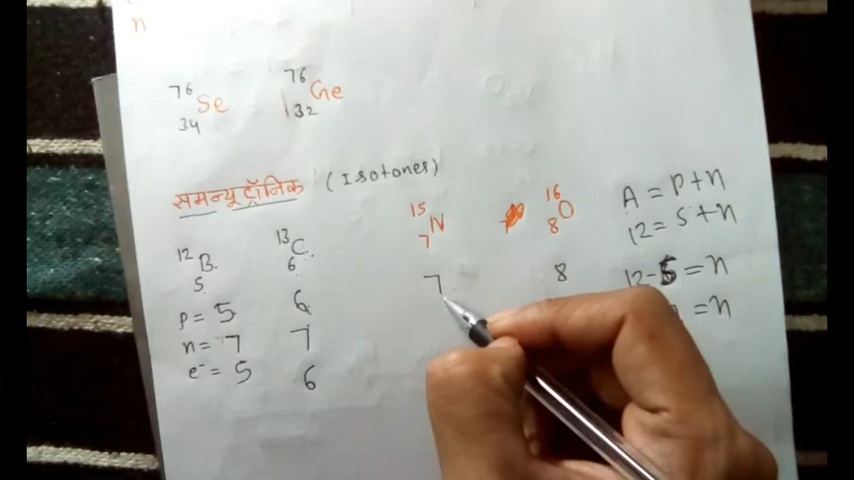 n
76 Se 34 76 Ge 32
समन्यूट्रॉनिक (Isotones)
12 B 5 13 C 6 15 N 7 16 O 8
p = 5 6 7 8
n = 7 7
e⁻ = 5 6
A = p+n
12 = 5+n
12-5 = n
= n